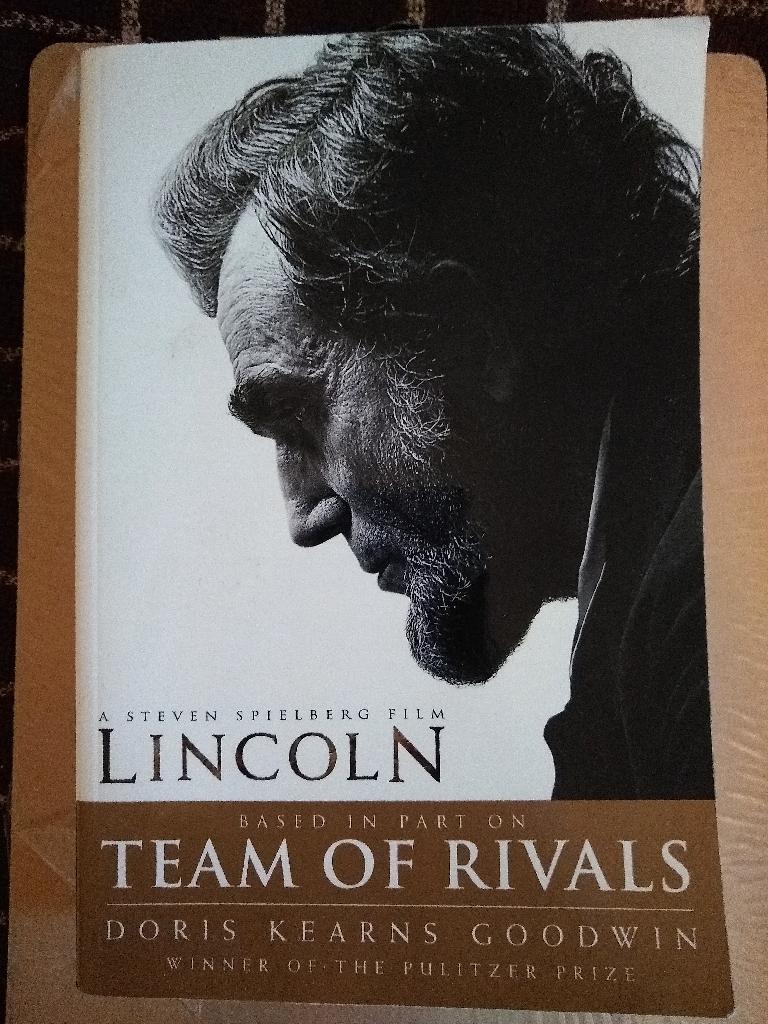 A STEVEN SPIELBERG FILM
LINCOLN
BASED IN PART ON
TEAM OF RIVALS
DORIS KEARNS GOODWIN
WINNER OF THE PULITZER PRIZE